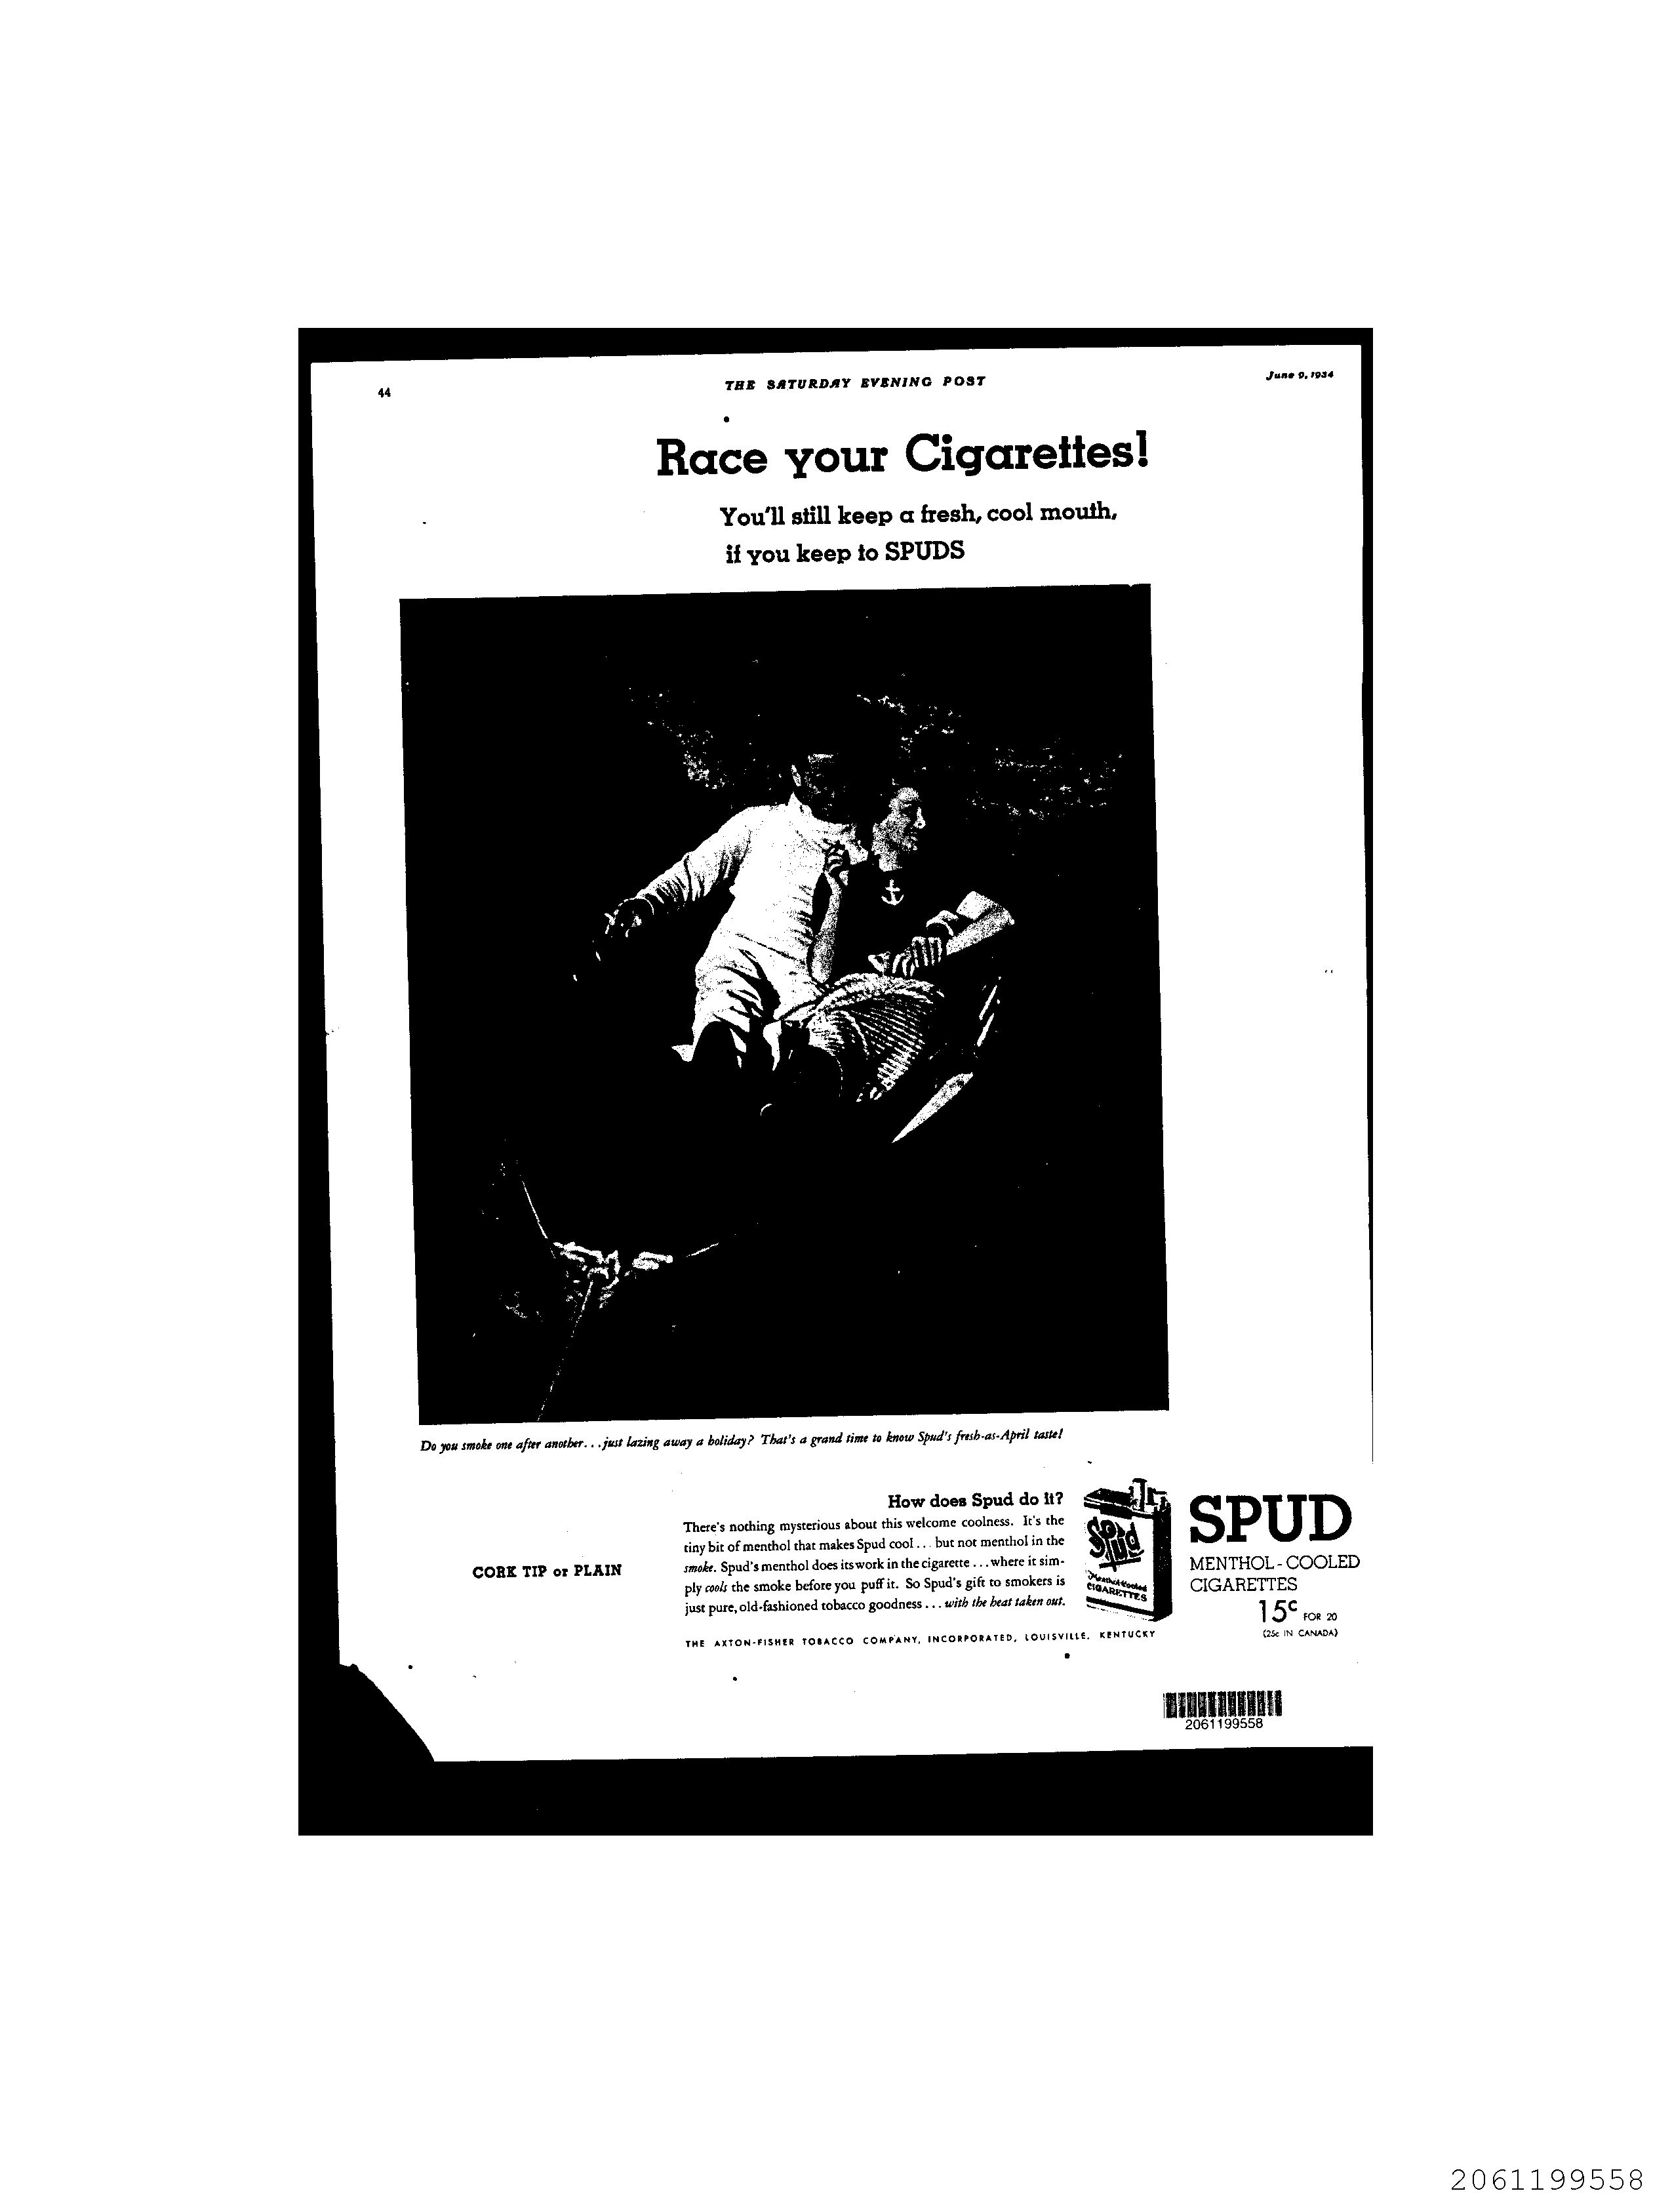 44
THE SATURDAY EVENING POST
June 9, 1934
Race your Cigarettes!
You'll still keep a fresh, cool mouth,
if you keep to SPUDS
Do you smoke one after another...just lazing away a holiday? That's a grand time to know Spud's fresh-as-April taste!
CORK TIP or PLAIN
How does Spud do it?
There's nothing mysterious about this welcome coolness. It's the
tiny bit of menthol that makes Spud cool... but not menthol in the
smoke. Spud's menthol does its work in the cigarette...where it sim-
ply cools the smoke before you puff it. So Spud's gift to smokers is
just pure, old-fashioned tobacco goodness...with the heat taken out.
THE AXTON-FISHER TOBACCO COMPANY, INCORPORATED, LOUISVILLE, KENTUCKY
Spud
Menthol-Cooled
CIGARETTES
SPUD
MENTHOL-COOLED
CIGARETTES
15c FOR 20
(25c IN CANADA)
2061199558
2061199558